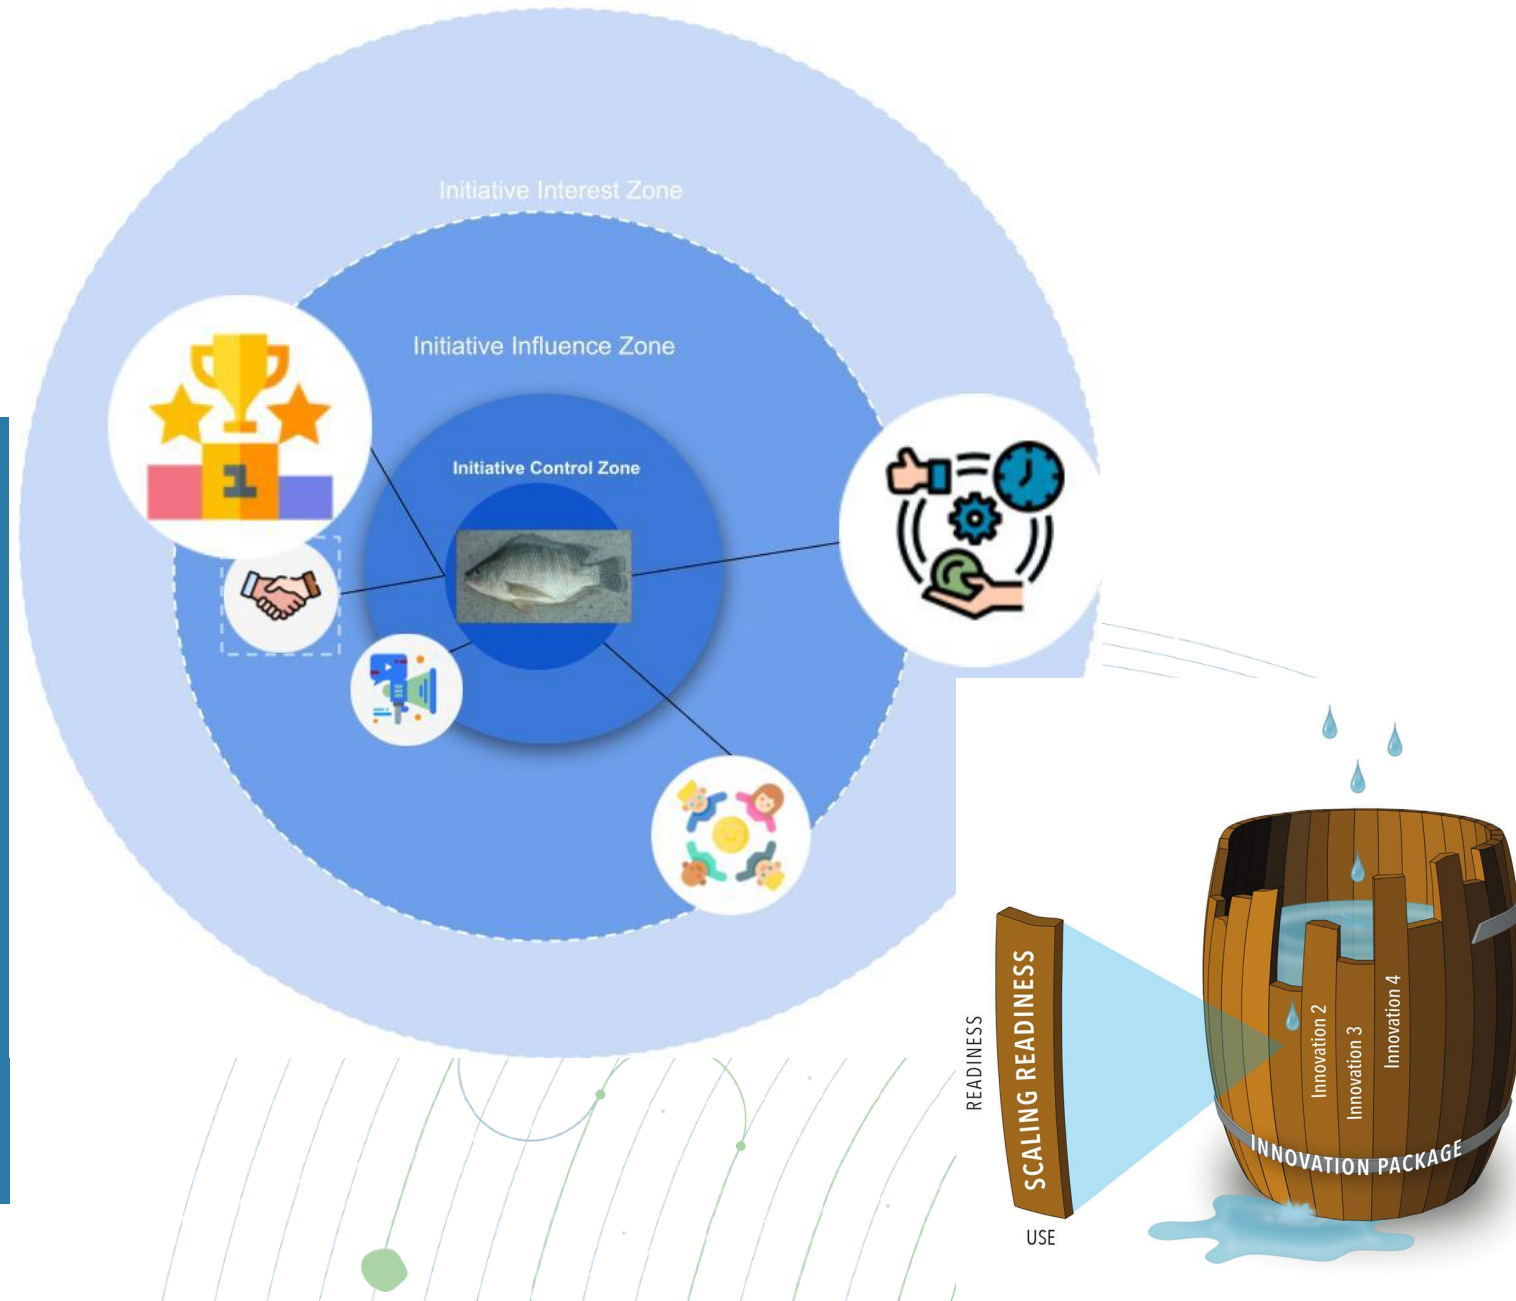 Initiative Interest Zone
Initiative Influence Zone
Initiative Control Zone
1
READINESS
SCALING READINESS
USE
Innovation 2
Innovation 3
Innovation 4
INNOVATION PACKAGE